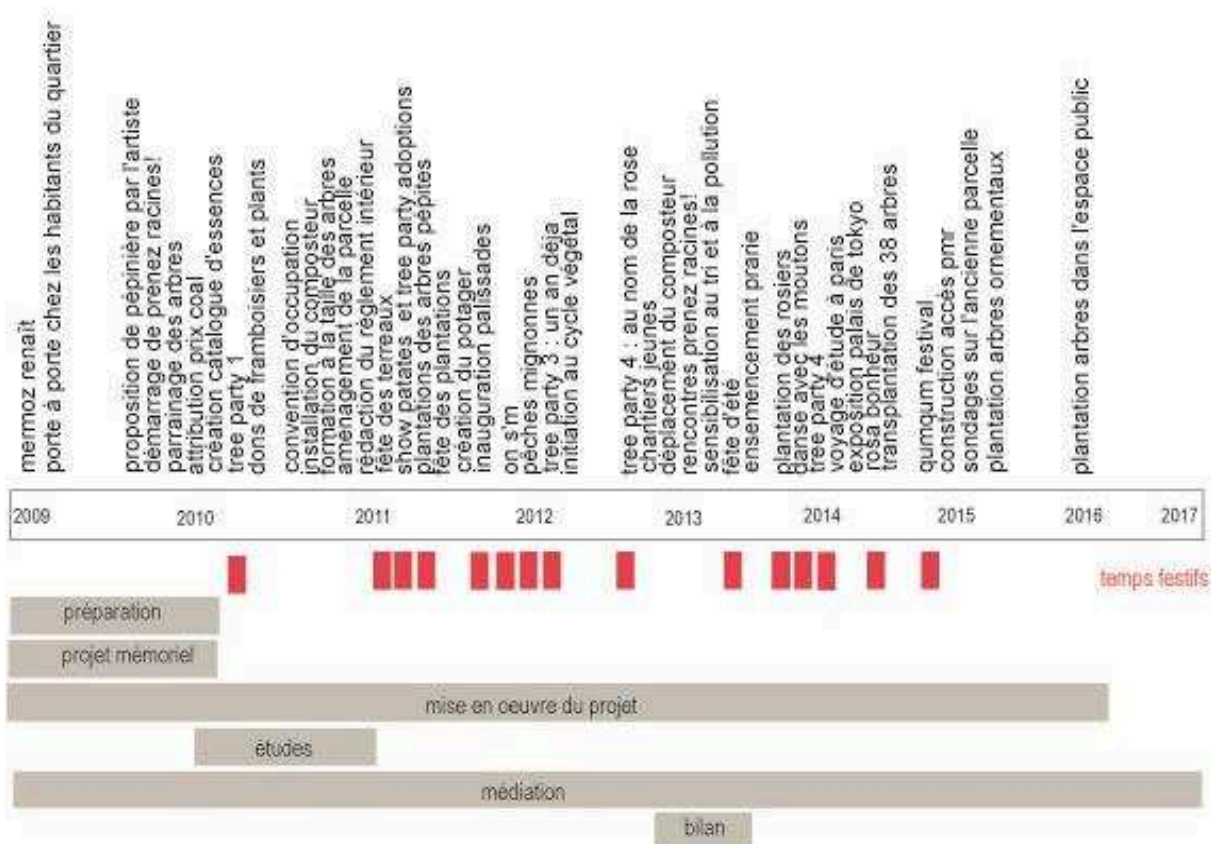 mermoz renaît
porte à porte chez les habitants du quartier
proposition de pépinière par l'artiste
démarrage de prenez racines!
parrainage des arbres
attribution prix coal
création catalogue d'essences
tree party 1
dons de framboisiers et plants
convention d'occupation
installation du composteur
formation à la taille des arbres
aménagement de la parcelle
rédaction du règlement intérieur
fête des terreaux
show patates et tree party adoptions
plantations des arbres pépites
fête des plantations
création du potager
inauguration palissades
on s'm
pêches mignonnes
tree party 3 : un an déja
initiation au cycle végétal
tree party 4 : au nom de la rose
chantiers jeunes
déplacement du composteur
rencontres prenez racines!
sensibilisation au tri et à la pollution
fête d'été
ensemencement prarie
plantation des rosiers
danse avec les moutons
tree party 4
voyage d'étude à paris
exposition palais de tokyo
rosa bonheur
transplantation des 38 arbres
qumqum festival
construction accès pmr
sondages sur l'ancienne parcelle
plantation arbres ornementaux
plantation arbres dans l'espace public
2009 2010 2011 2012 2013 2014 2015 2016 2017
temps festifs
préparation
projet mémoriel
mise en oeuvre du projet
études
médiation
bilan